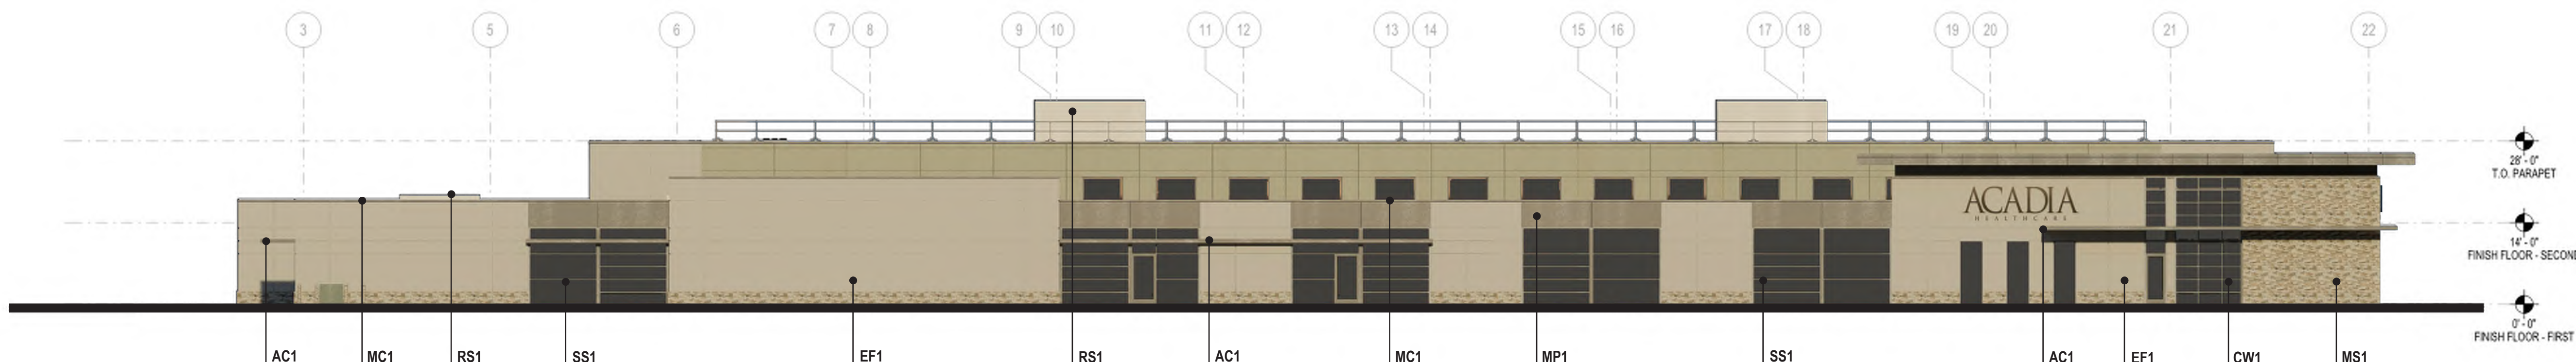 3 5 6 7 8 9 10 11 12 13 14 15 16 17 18 19 20 21 22
28' - 0"
T.O. PARAPET
ACADIA
HEALTHCARE
14' - 0"
FINISH FLOOR - SECOND
0' - 0"
FINISH FLOOR - FIRST
AC1 MC1 RS1 SS1 EF1 RS1 AC1 MC1 MP1 SS1 AC1 EF1 CW1 MS1